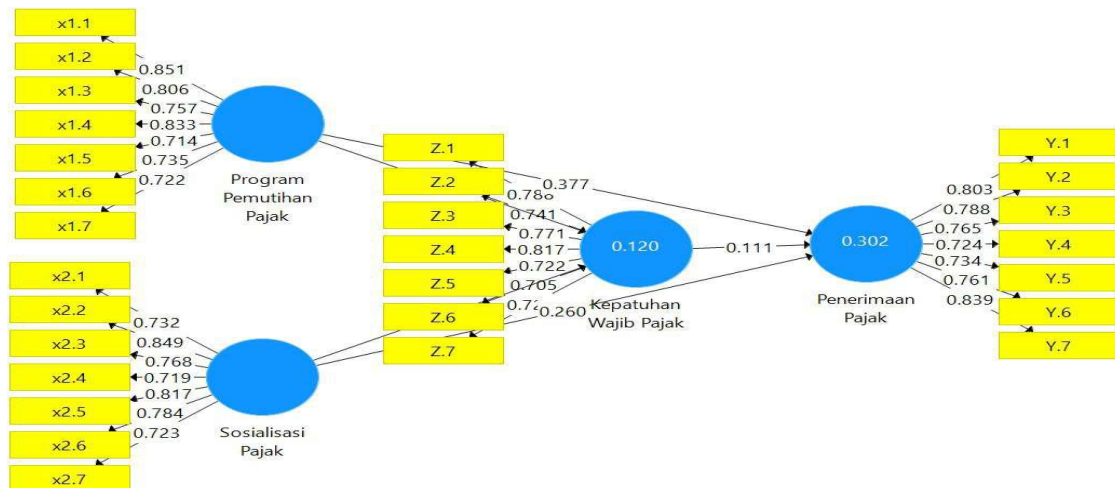 x1.1
x1.2
x1.3
x1.4
x1.5
x1.6
x1.7
0.851
0.806
0.757
0.833
0.714
0.735
0.722
Program
Pemutihan
Pajak
x2.1
x2.2
x2.3
x2.4
x2.5
x2.6
x2.7
0.732
0.849
0.768
0.719
0.817
0.784
0.723
Sosialisasi
Pajak
Z.1
Z.2
Z.3
Z.4
Z.5
Z.6
Z.7
0.741
0.771
0.817
0.722
0.705
0.377
0.260
0.120
Kepatuhan
Wajib Pajak
0.111
0.302
Penerimaan
Pajak
0.803
0.788
0.765
0.724
0.734
0.761
0.839
Y.1
Y.2
Y.3
Y.4
Y.5
Y.6
Y.7